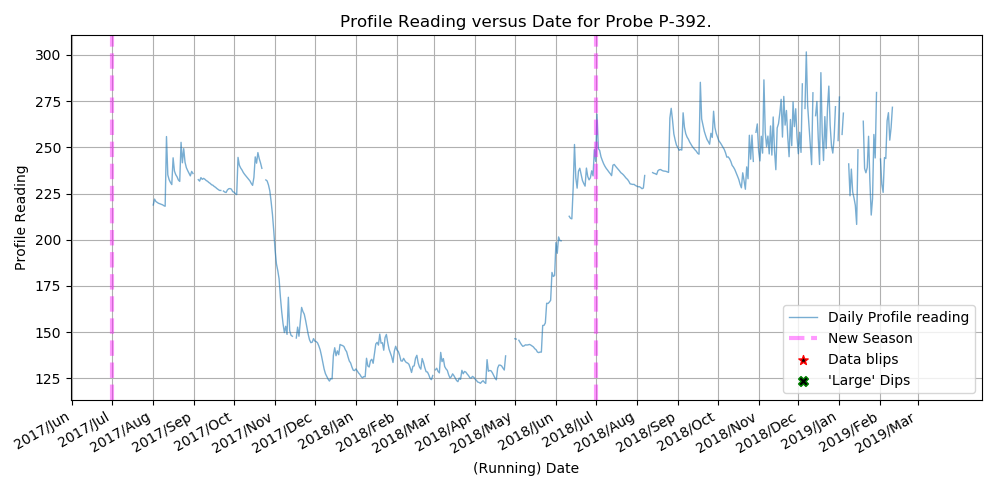 Profile Reading versus Date for Probe P-392.
300
275
250
225
200
175
150
125
Profile Reading
Daily Profile reading
New Season
Data blips
'Large' Dips
2017/Jun
2017/Jul
2017/Aug
2017/Sep
2017/Oct
2017/Nov
2017/Dec
2018/Jan
2018/Feb
2018/Mar
2018/Apr
2018/May
2018/Jun
2018/Jul
2018/Aug
2018/Sep
2018/Oct
2018/Nov
2018/Dec
2019/Jan
2019/Feb
2019/Mar
(Running) Date